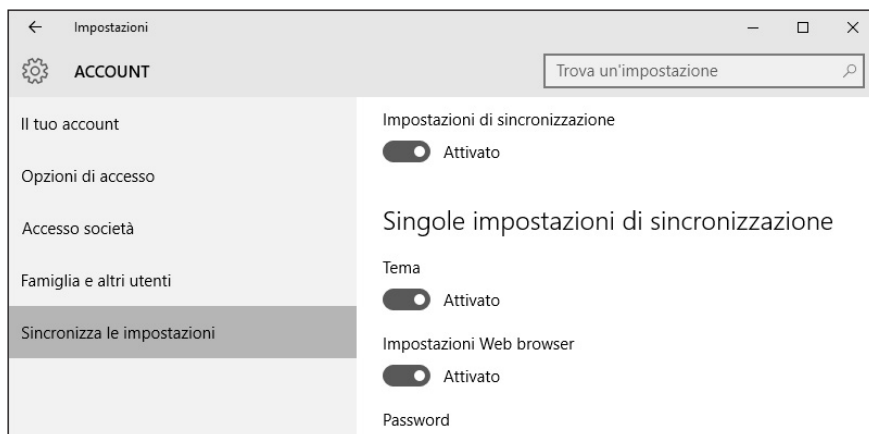 Impostazioni
ACCOUNT
Trova un'impostazione
Il tuo account
Opzioni di accesso
Accesso società
Famiglia e altri utenti
Sincronizza le impostazioni
Impostazioni di sincronizzazione
Attivato
Singole impostazioni di sincronizzazione
Tema
Attivato
Impostazioni Web browser
Attivato
Password